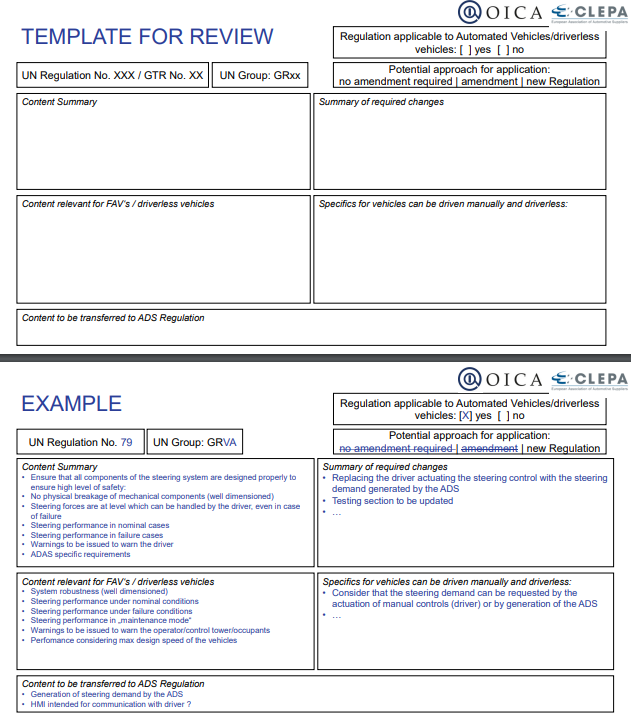 OICA CLEPA
European Association of Automotive Suppliers
TEMPLATE FOR REVIEW
Regulation applicable to Automated Vehicles/driverless
vehicles: [ ] yes [ ] no
UN Regulation No. XXX / GTR No. XX
UN Group: GRxx
Potential approach for application:
no amendment required | amendment | new Regulation
Content Summary
Summary of required changes
Content relevant for FAV's / driverless vehicles
Specifics for vehicles can be driven manually and driverless:
Content to be transferred to ADS Regulation
OICA CLEPA
European Association of Automotive Suppliers
EXAMPLE
Regulation applicable to Automated Vehicles/driverless
vehicles: [X] yes [ ] no
UN Regulation No. 79
UN Group: GRVA
Potential approach for application:
no amendment required | amendment | new Regulation
Content Summary
• Ensure that all components of the steering system are designed properly to
ensure high level of safety:
• No physical breakage of mechanical components (well dimensioned)
• Steering forces are at level which can be handled by the driver, even in case
of failure
• Steering performance in nominal cases
• Steering performance in failure cases
• Warnings to be issued to warn the driver
• ADAS specific requirements
Summary of required changes
• Replacing the driver actuating the steering control with the steering
demand generated by the ADS
• Testing section to be updated
• ...
Content relevant for FAV's / driverless vehicles
• System robustness (well dimensioned)
• Steering performance under nominal conditions
• Steering performance under failure conditions
• Steering performance in „maintenance mode“
• Warnings to be issued to warn the operator/control tower/occupants
• Perfomance considering max design speed of the vehicles
Specifics for vehicles can be driven manually and driverless:
• Consider that the steering demand can be requested by the
actuation of manual controls (driver) or by generation of the ADS
• ...
Content to be transferred to ADS Regulation
• Generation of steering demand by the ADS
• HMI intended for communication with driver ?